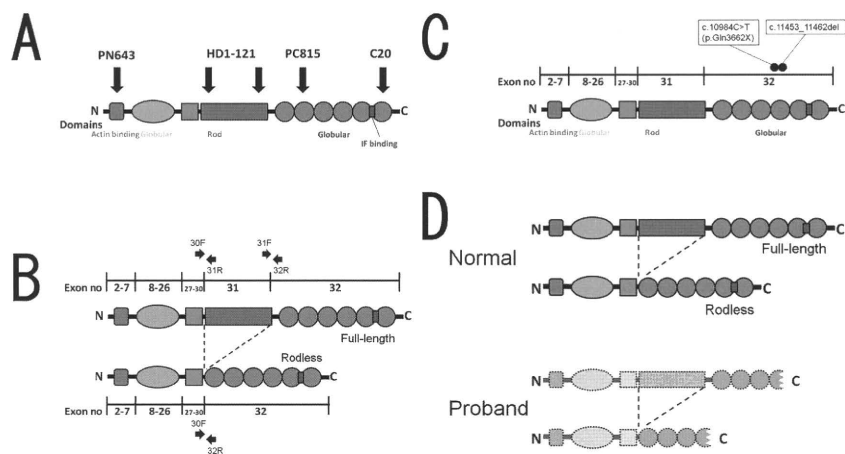 A
PN643
HD1-121
PC815
C20
N
C
Domains
Actin binding
Globular
Rod
Globular
IF binding
B
30F
31F
31R
32R
Exon no
2-7
8-26
27-30
31
32
N
C
Full-length
Rodless
N
C
Exon no
2-7
8-26
27-30
32
30F
32R
C
c.10984C>T
(p.Gln3662X)
c.11453_11462del
Exon no
2-7
8-26
27-30
31
32
N
C
Domains
Actin binding
Globular
Rod
Globular
D
Normal
N
C
Full-length
N
C
Rodless
Proband
N
C
N
C